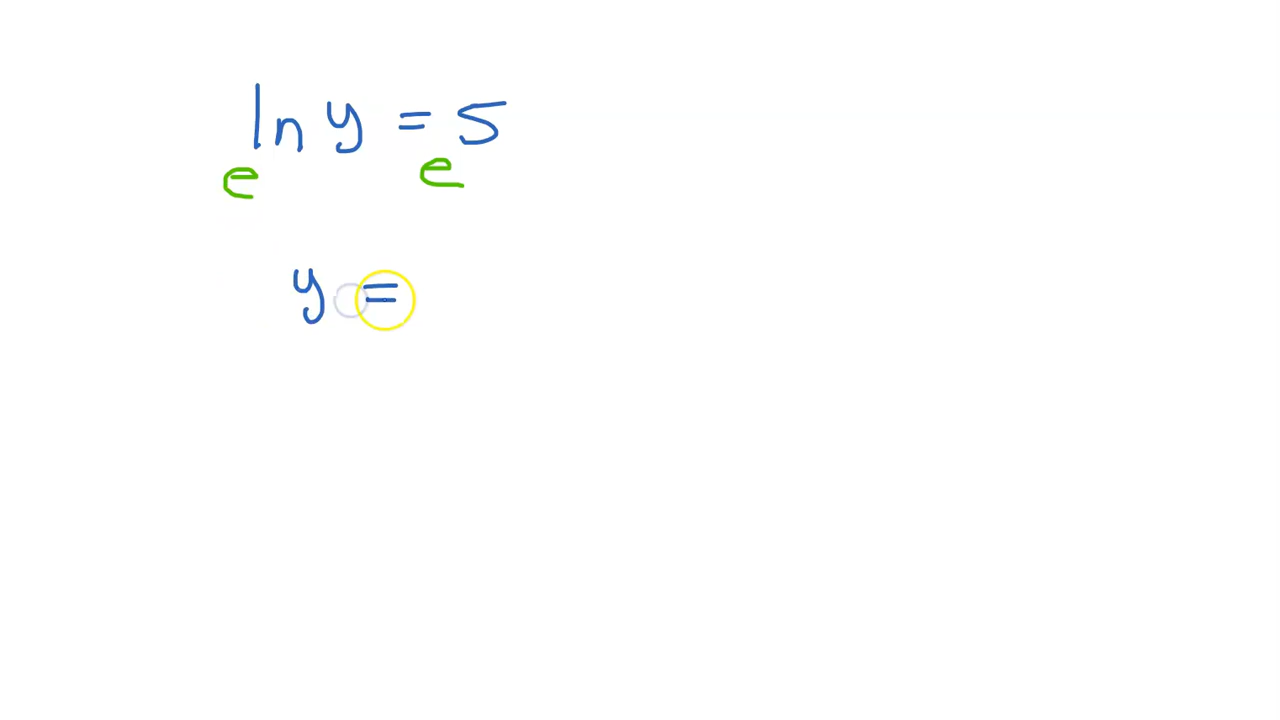 ln y = 5
e e
y =